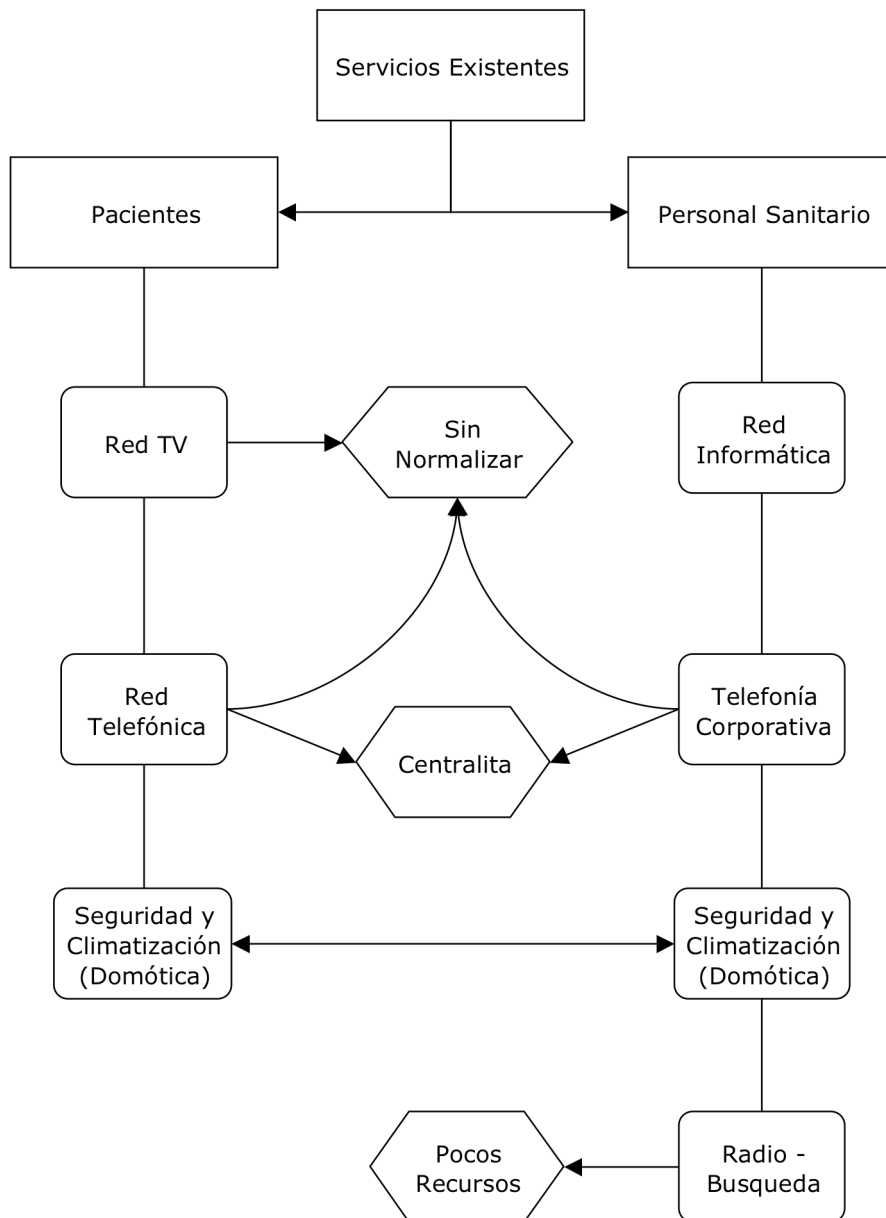 Servicios Existentes
Pacientes
Personal Sanitario
Red TV
Sin
Normalizar
Red
Informática
Red
Telefónica
Centralita
Telefonía
Corporativa
Seguridad y
Climatización
(Domótica)
Seguridad y
Climatización
(Domótica)
Pocos
Recursos
Radio -
Busqueda